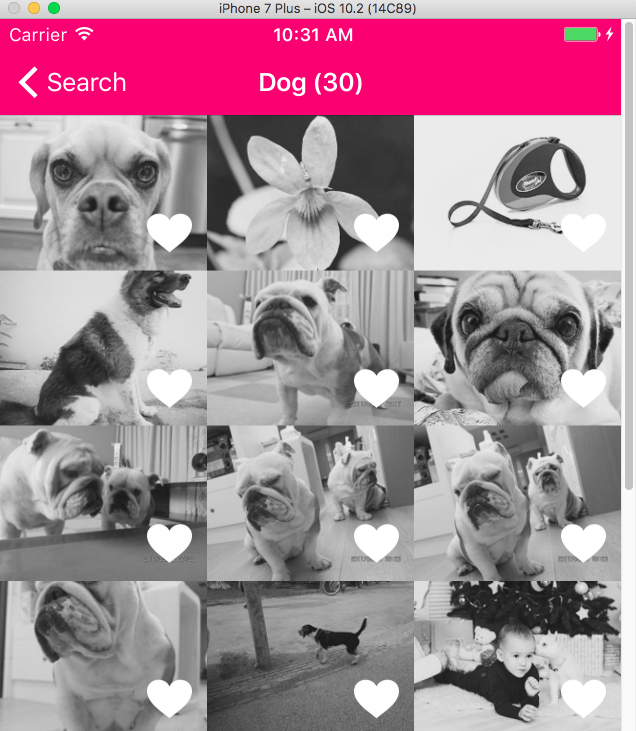 iPhone 7 Plus – iOS 10.2 (14C89)
Carrier 10:31 AM
Search Dog (30)